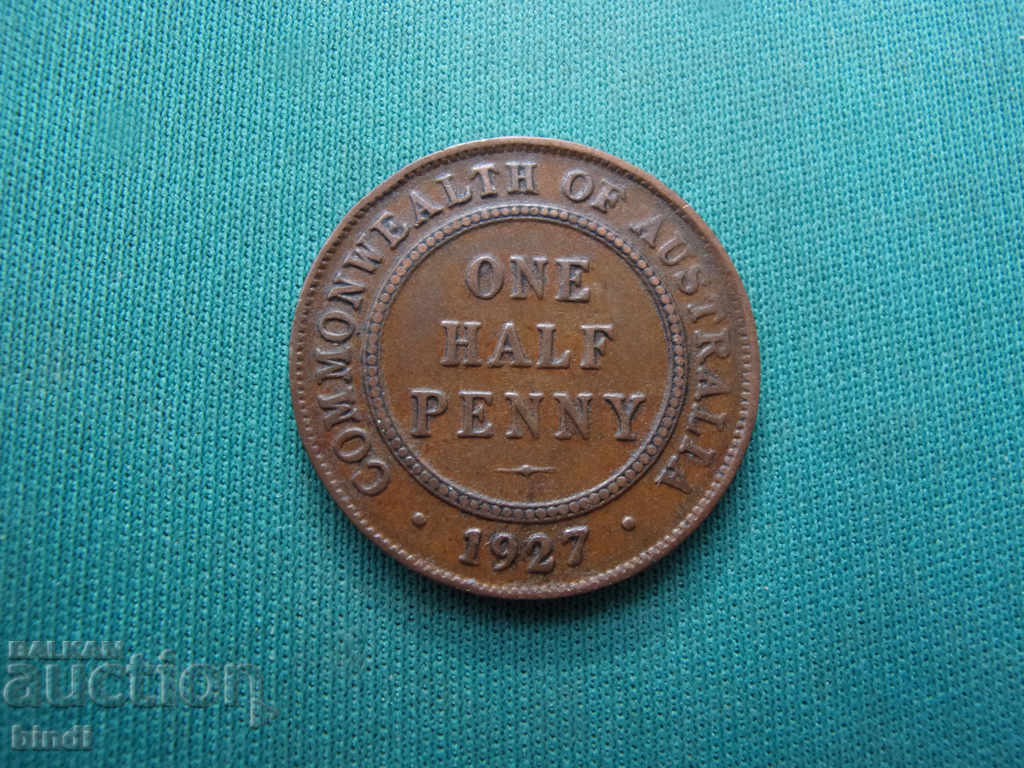 COMMONWEALTH OF AUSTRALIA
ONE
HALF
PENNY
· 1927 ·
BALKAN
auction
bindi